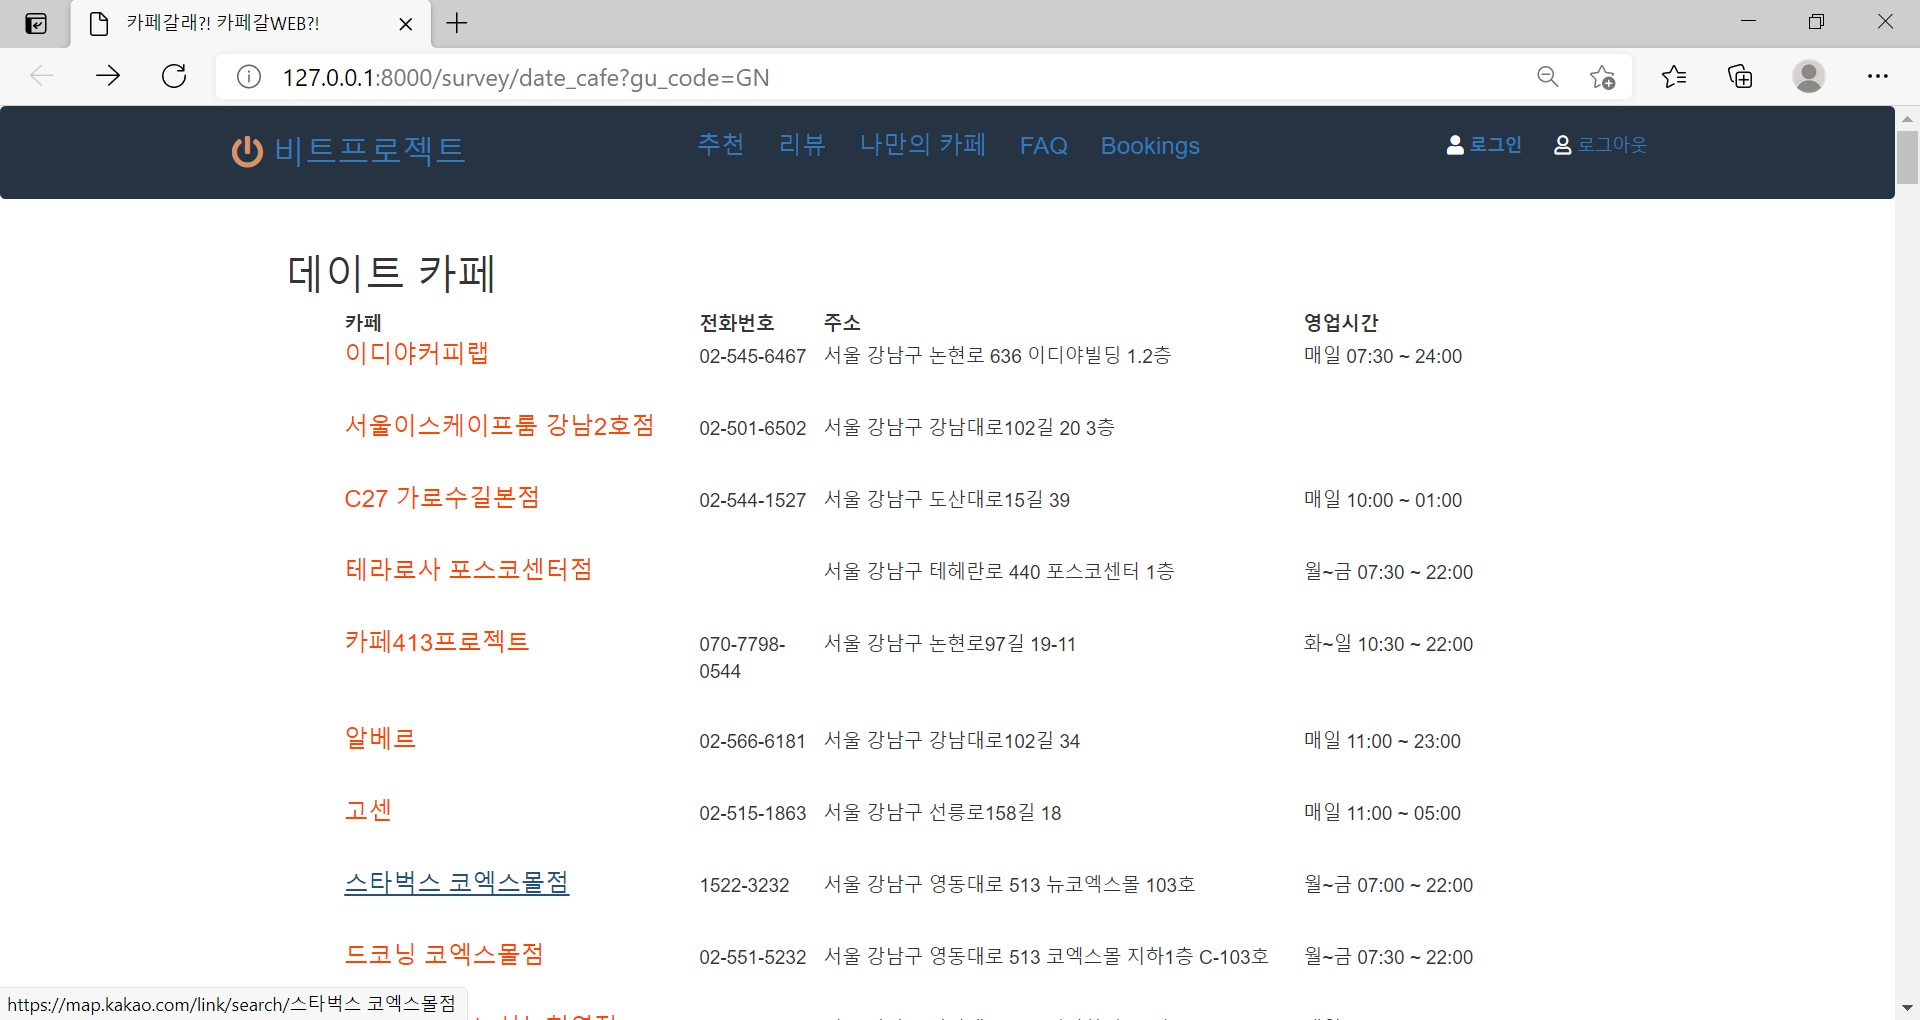 카페갈래?! 카페갈WEB?!
127.0.0.1:8000/survey/date_cafe?gu_code=GN
비트프로젝트 추천 리뷰 나만의 카페 FAQ Bookings 로그인 로그아웃
데이트 카페
카페 전화번호 주소 영업시간
이디야커피랩 02-545-6467 서울 강남구 논현로 636 이디야빌딩 1.2층 매일 07:30 ~ 24:00
서울이스케이프룸 강남2호점 02-501-6502 서울 강남구 강남대로102길 20 3층
C27 가로수길본점 02-544-1527 서울 강남구 도산대로15길 39 매일 10:00 ~ 01:00
테라로사 포스코센터점 서울 강남구 테헤란로 440 포스코센터 1층 월~금 07:30 ~ 22:00
카페413프로젝트 070-7798- 서울 강남구 논현로97길 19-11 화~일 10:30 ~ 22:00
0544
알베르 02-566-6181 서울 강남구 강남대로102길 34 매일 11:00 ~ 23:00
고센 02-515-1863 서울 강남구 선릉로158길 18 매일 11:00 ~ 05:00
스타벅스 코엑스몰점 1522-3232 서울 강남구 영동대로 513 뉴코엑스몰 103호 월~금 07:00 ~ 22:00
드코닝 코엑스몰점 02-551-5232 서울 강남구 영동대로 513 코엑스몰 지하1층 C-103호 월~금 07:30 ~ 22:00
https://map.kakao.com/link/search/스타벅스 코엑스몰점